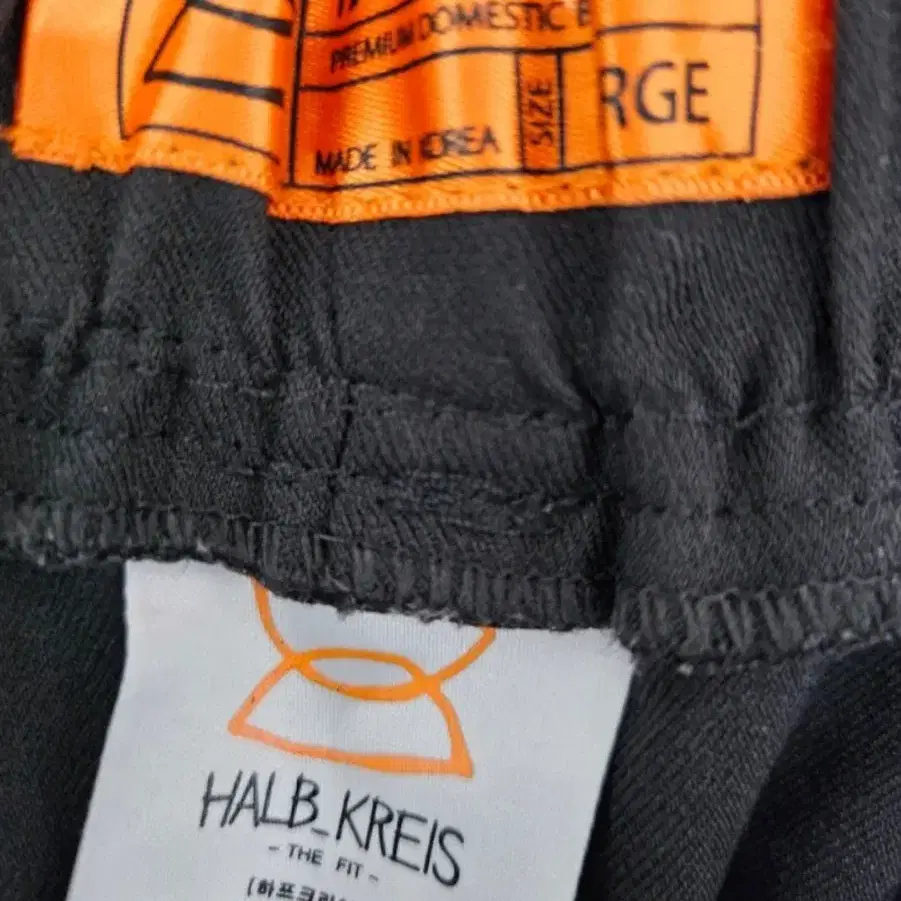 PREMIUM DOMESTIC
MADE IN KOREA
SIZE
RGE
HALB_KREIS
- THE FIT -